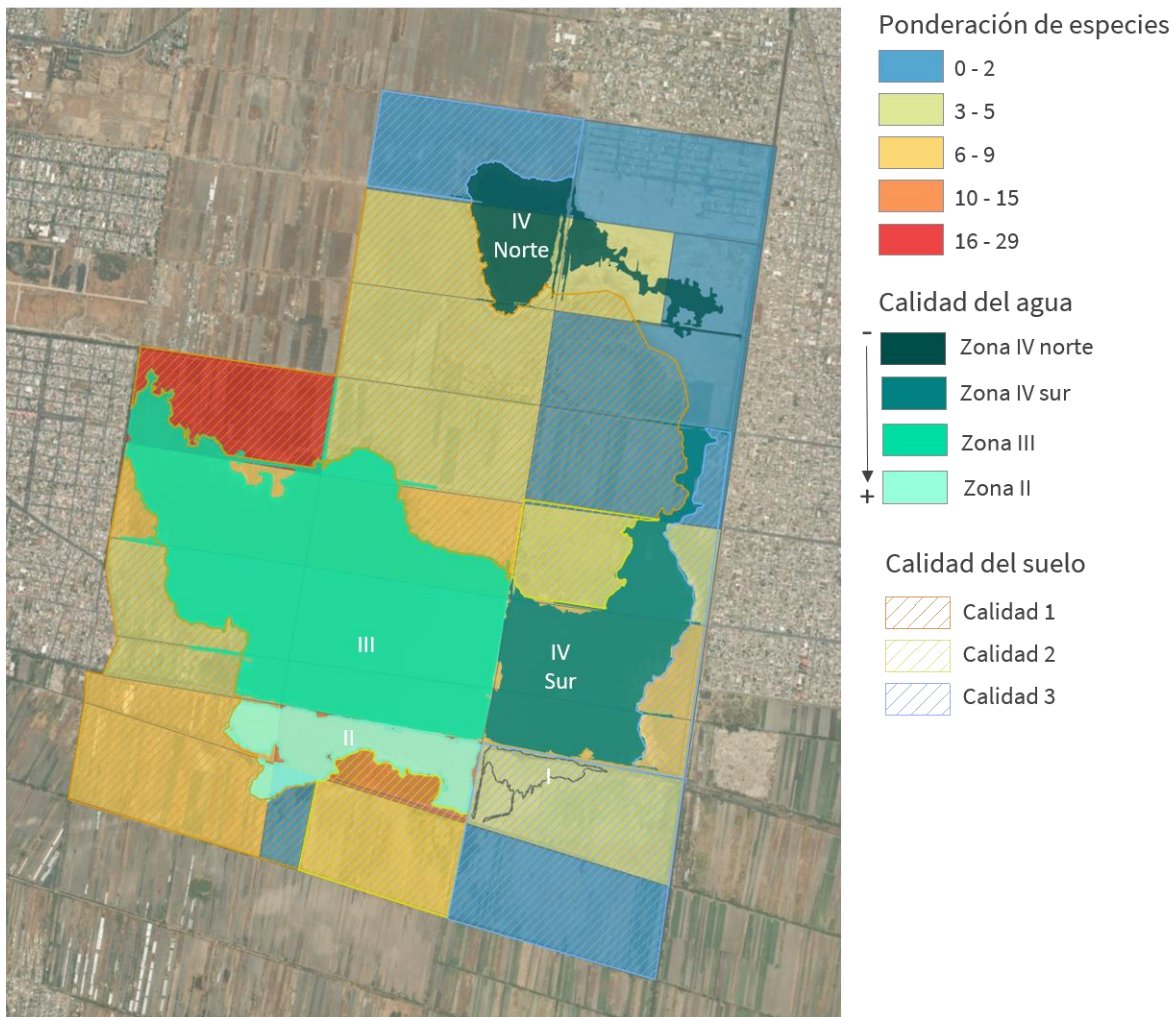 Ponderación de especies
0 - 2
3 - 5
6 - 9
10 - 15
16 - 29
Calidad del agua
-
Zona IV norte
Zona IV sur
Zona III
Zona II
+
Calidad del suelo
Calidad 1
Calidad 2
Calidad 3
IV
Norte
III
IV
Sur
II
I